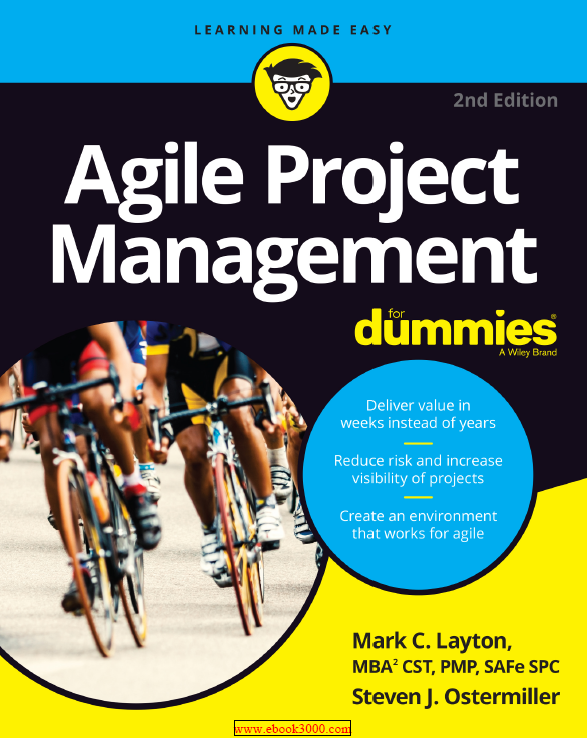 LEARNING MADE EASY
2nd Edition
Agile Project
Management
for
dummies®
A Wiley Brand
Deliver value in
weeks instead of years
Reduce risk and increase
visibility of projects
Create an environment
that works for agile
Mark C. Layton,
MBA² CST, PMP, SAFe SPC
Steven J. Ostermiller
www.ebook3000.com